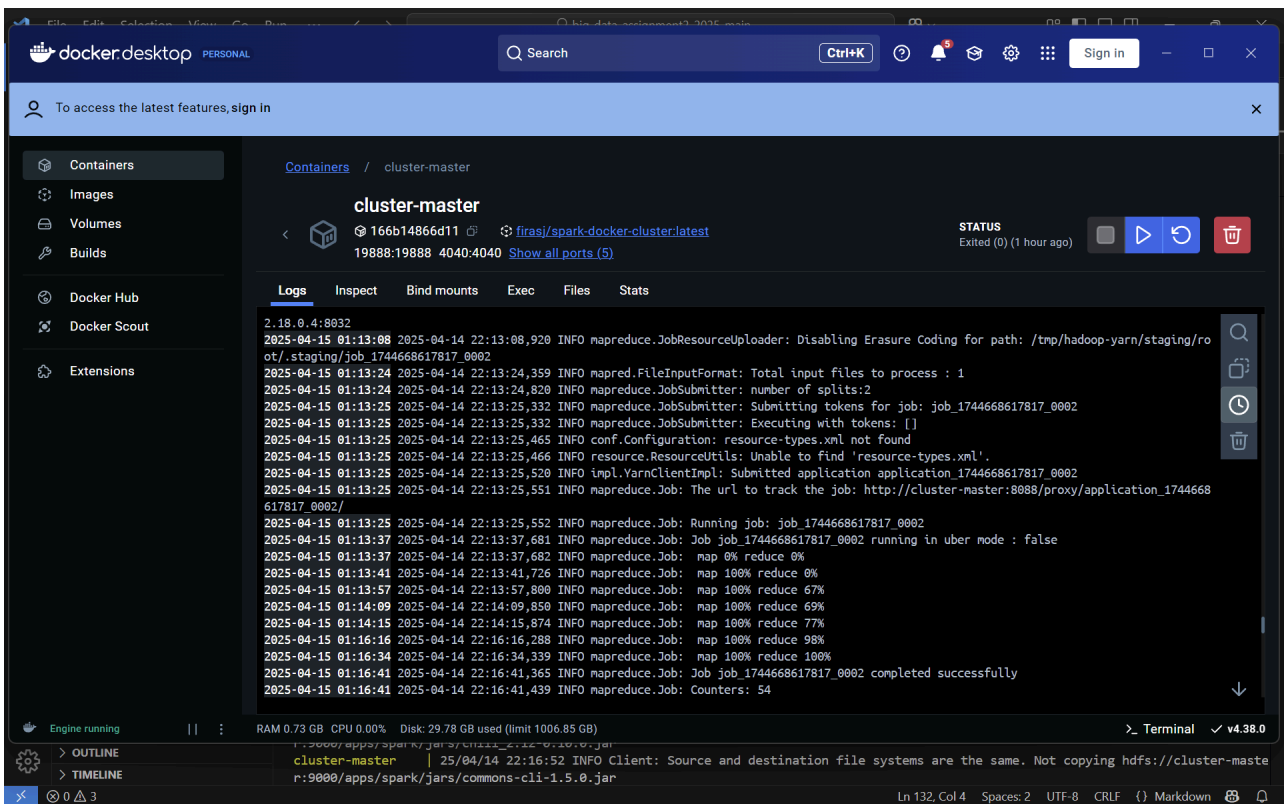 File Edit Selection View Go Run big-data-assignment2-2025-main
docker.desktop PERSONAL Search Ctrl+K 5 Sign in
To access the latest features, sign in
Containers
Images
Volumes
Builds
Docker Hub
Docker Scout
Extensions
Containers / cluster-master
cluster-master
166b14866d11 firasj/spark-docker-cluster:latest
19888:19888 4040:4040 Show all ports (5)
STATUS
Exited (0) (1 hour ago)
Logs Inspect Bind mounts Exec Files Stats
2.18.0.4:8032
2025-04-15 01:13:08 2025-04-14 22:13:08,920 INFO mapreduce.JobResourceUploader: Disabling Erasure Coding for path: /tmp/hadoop-yarn/staging/ro
ot/.staging/job_1744668617817_0002
2025-04-15 01:13:24 2025-04-14 22:13:24,359 INFO mapred.FileInputFormat: Total input files to process : 1
2025-04-15 01:13:24 2025-04-14 22:13:24,820 INFO mapreduce.JobSubmitter: number of splits:2
2025-04-15 01:13:25 2025-04-14 22:13:25,332 INFO mapreduce.JobSubmitter: Submitting tokens for job: job_1744668617817_0002
2025-04-15 01:13:25 2025-04-14 22:13:25,332 INFO mapreduce.JobSubmitter: Executing with tokens: []
2025-04-15 01:13:25 2025-04-14 22:13:25,465 INFO conf.Configuration: resource-types.xml not found
2025-04-15 01:13:25 2025-04-14 22:13:25,466 INFO resource.ResourceUtils: Unable to find 'resource-types.xml'.
2025-04-15 01:13:25 2025-04-14 22:13:25,520 INFO impl.YarnClientImpl: Submitted application application_1744668617817_0002
2025-04-15 01:13:25 2025-04-14 22:13:25,551 INFO mapreduce.Job: The url to track the job: http://cluster-master:8088/proxy/application_1744668
617817_0002/
2025-04-15 01:13:25 2025-04-14 22:13:25,552 INFO mapreduce.Job: Running job: job_1744668617817_0002
2025-04-15 01:13:37 2025-04-14 22:13:37,681 INFO mapreduce.Job: Job job_1744668617817_0002 running in uber mode : false
2025-04-15 01:13:37 2025-04-14 22:13:37,682 INFO mapreduce.Job:  map 0% reduce 0%
2025-04-15 01:13:41 2025-04-14 22:13:41,726 INFO mapreduce.Job:  map 100% reduce 0%
2025-04-15 01:13:57 2025-04-14 22:13:57,800 INFO mapreduce.Job:  map 100% reduce 67%
2025-04-15 01:14:09 2025-04-14 22:14:09,850 INFO mapreduce.Job:  map 100% reduce 69%
2025-04-15 01:14:15 2025-04-14 22:14:15,874 INFO mapreduce.Job:  map 100% reduce 77%
2025-04-15 01:16:16 2025-04-14 22:16:16,288 INFO mapreduce.Job:  map 100% reduce 98%
2025-04-15 01:16:34 2025-04-14 22:16:34,339 INFO mapreduce.Job:  map 100% reduce 100%
2025-04-15 01:16:41 2025-04-14 22:16:41,365 INFO mapreduce.Job: Job job_1744668617817_0002 completed successfully
2025-04-15 01:16:41 2025-04-14 22:16:41,439 INFO mapreduce.Job: Counters: 54
Engine running RAM 0.73 GB CPU 0.00% Disk: 29.78 GB used (limit 1006.85 GB) Terminal v4.38.0
r:9000/apps/spark/jars/chill_2.12-0.10.0.jar
OUTLINE
cluster-master | 25/04/14 22:16:52 INFO Client: Source and destination file systems are the same. Not copying hdfs://cluster-maste
TIMELINE
r:9000/apps/spark/jars/commons-cli-1.5.0.jar
0 3 Ln 132, Col 4 Spaces: 2 UTF-8 CRLF {} Markdown